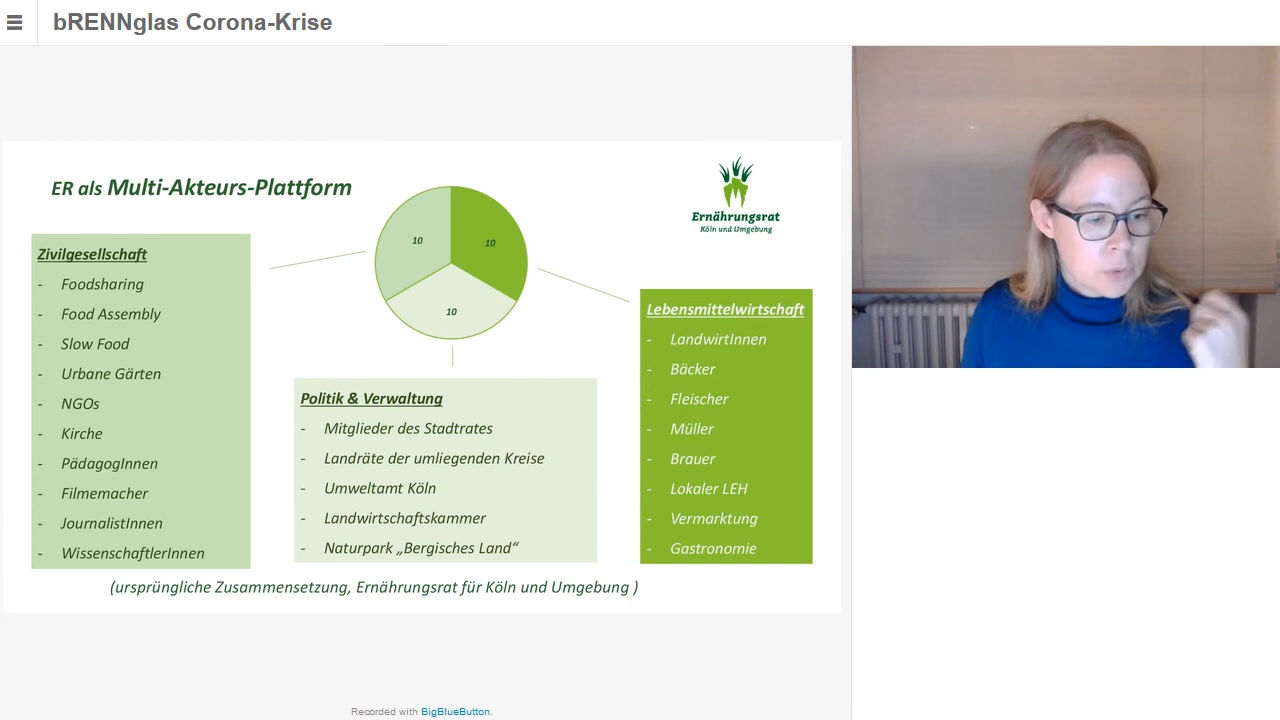 bRENNglas Corona-Krise
ER als Multi-Akteurs-Plattform
10
10
10
Ernährungsrat
Köln und Umgebung
Zivilgesellschaft
- Foodsharing
- Food Assembly
- Slow Food
- Urbane Gärten
- NGOs
- Kirche
- PädagogInnen
- Filmemacher
- JournalistInnen
- WissenschaftlerInnen
Politik & Verwaltung
- Mitglieder des Stadtrates
- Landräte der umliegenden Kreise
- Umweltamt Köln
- Landwirtschaftskammer
- Naturpark „Bergisches Land“
Lebensmittelwirtschaft
- LandwirtInnen
- Bäcker
- Fleischer
- Müller
- Brauer
- Lokaler LEH
- Vermarktung
- Gastronomie
(ursprüngliche Zusammensetzung, Ernährungsrat für Köln und Umgebung )
Recorded with BigBlueButton.